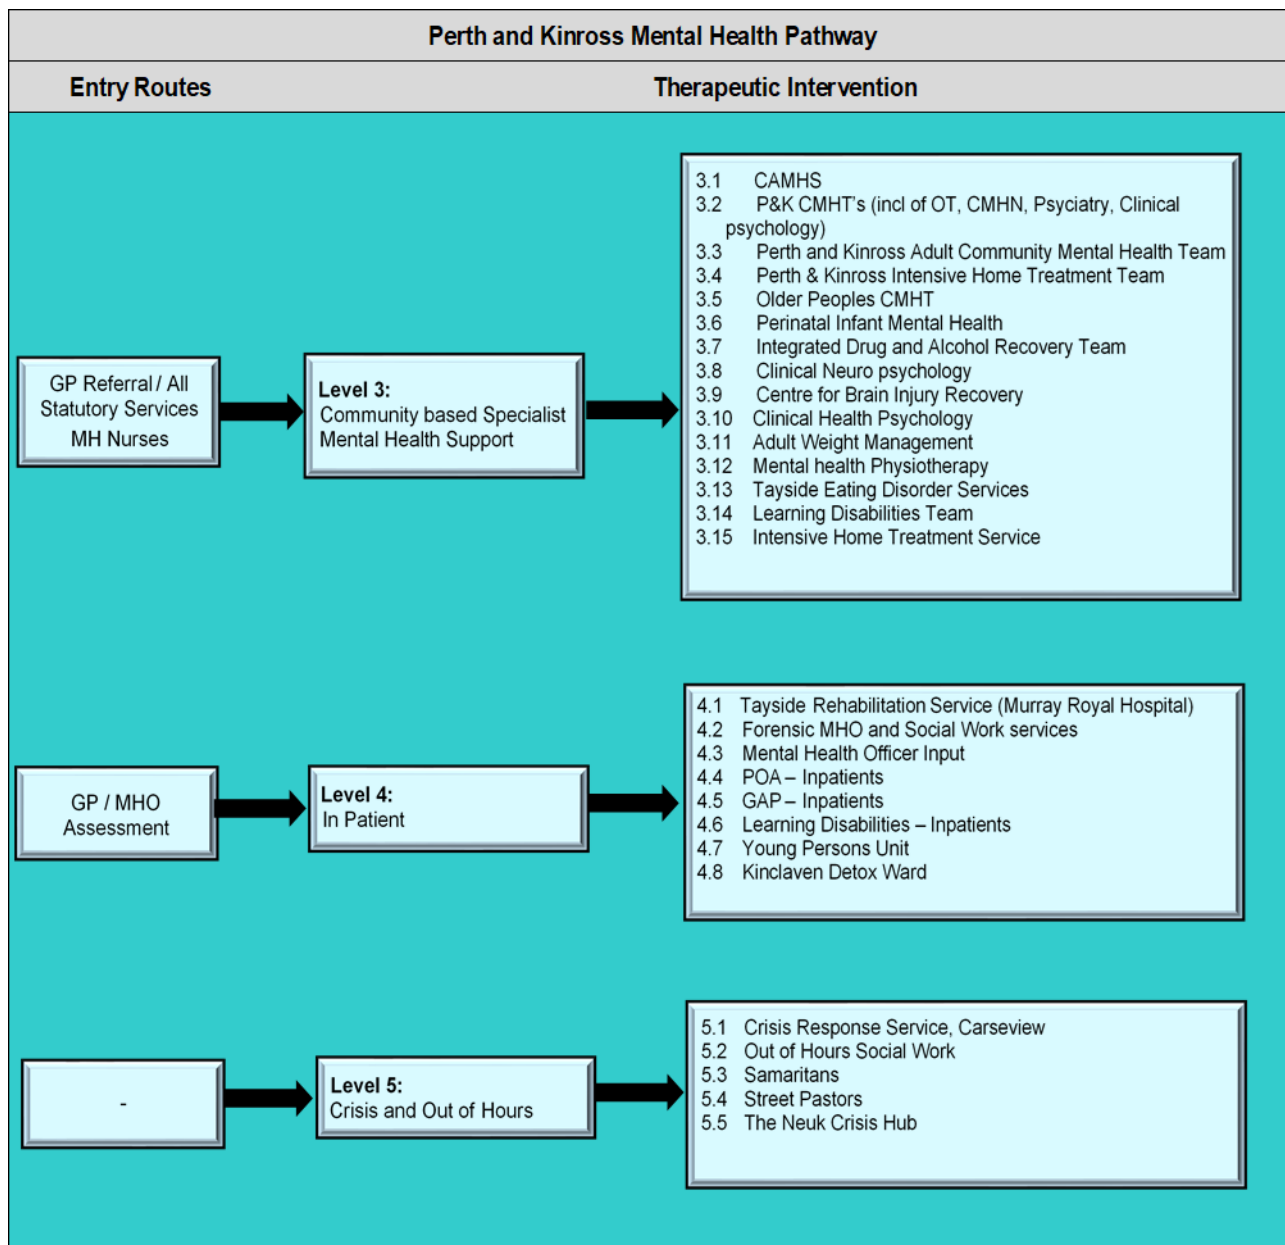 Perth and Kinross Mental Health Pathway
Entry Routes
Therapeutic Intervention
GP Referral / All
Statutory Services
MH Nurses
Level 3:
Community based Specialist
Mental Health Support
3.1 CAMHS
3.2 P&K CMHT's (incl of OT, CMHN, Psyciatry, Clinical
psychology)
3.3 Perth and Kinross Adult Community Mental Health Team
3.4 Perth & Kinross Intensive Home Treatment Team
3.5 Older Peoples CMHT
3.6 Perinatal Infant Mental Health
3.7 Integrated Drug and Alcohol Recovery Team
3.8 Clinical Neuro psychology
3.9 Centre for Brain Injury Recovery
3.10 Clinical Health Psychology
3.11 Adult Weight Management
3.12 Mental health Physiotherapy
3.13 Tayside Eating Disorder Services
3.14 Learning Disabilities Team
3.15 Intensive Home Treatment Service
GP / MHO
Assessment
Level 4:
In Patient
4.1 Tayside Rehabilitation Service (Murray Royal Hospital)
4.2 Forensic MHO and Social Work services
4.3 Mental Health Officer Input
4.4 POA – Inpatients
4.5 GAP – Inpatients
4.6 Learning Disabilities – Inpatients
4.7 Young Persons Unit
4.8 Kinclaven Detox Ward
-
Level 5:
Crisis and Out of Hours
5.1 Crisis Response Service, Carseview
5.2 Out of Hours Social Work
5.3 Samaritans
5.4 Street Pastors
5.5 The Neuk Crisis Hub